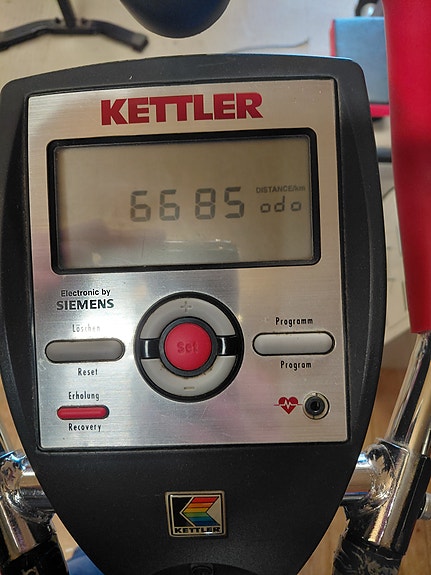 KETTLER
DISTANCE/km
6685 odo
Electronic by
SIEMENS
Löschen
Reset
+
Set
−
Programm
Program
Erholung
Recovery
KETTLER